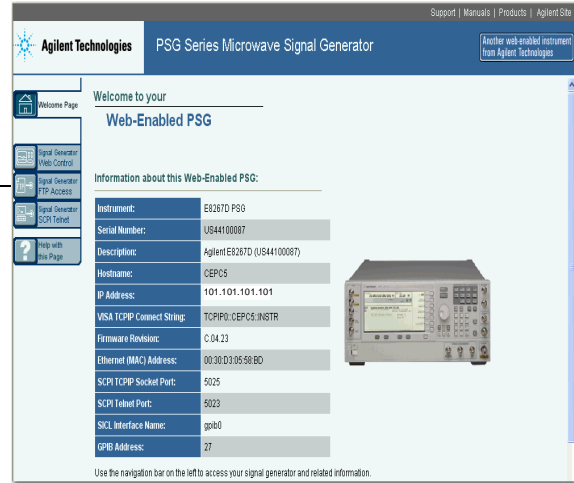 Support | Manuals | Products | Agilent Site
Agilent Technologies
PSG Series Microwave Signal Generator
Another web-enabled instrument
from Agilent Technologies
Welcome Page
Signal Generator
Web Control
Signal Generator
FTP Access
Signal Generator
SCPI Telnet
Help with
this Page
Welcome to your
Web-Enabled PSG
Information about this Web-Enabled PSG:
Instrument: E8267D PSG
Serial Number: US44100087
Description: Agilent E8267D (US44100087)
Hostname: CEPC5
IP Address: 101.101.101.101
VISA TCPIP Connect String: TCPIP0::CEPC5::INSTR
Firmware Revision: C.04.23
Ethernet (MAC) Address: 00:30:D3:05:58:BD
SCPI TCPIP Socket Port: 5025
SCPI Telnet Port: 5023
SICL Interface Name: gpib0
GPIB Address: 27
Use the navigation bar on the left to access your signal generator and related information.